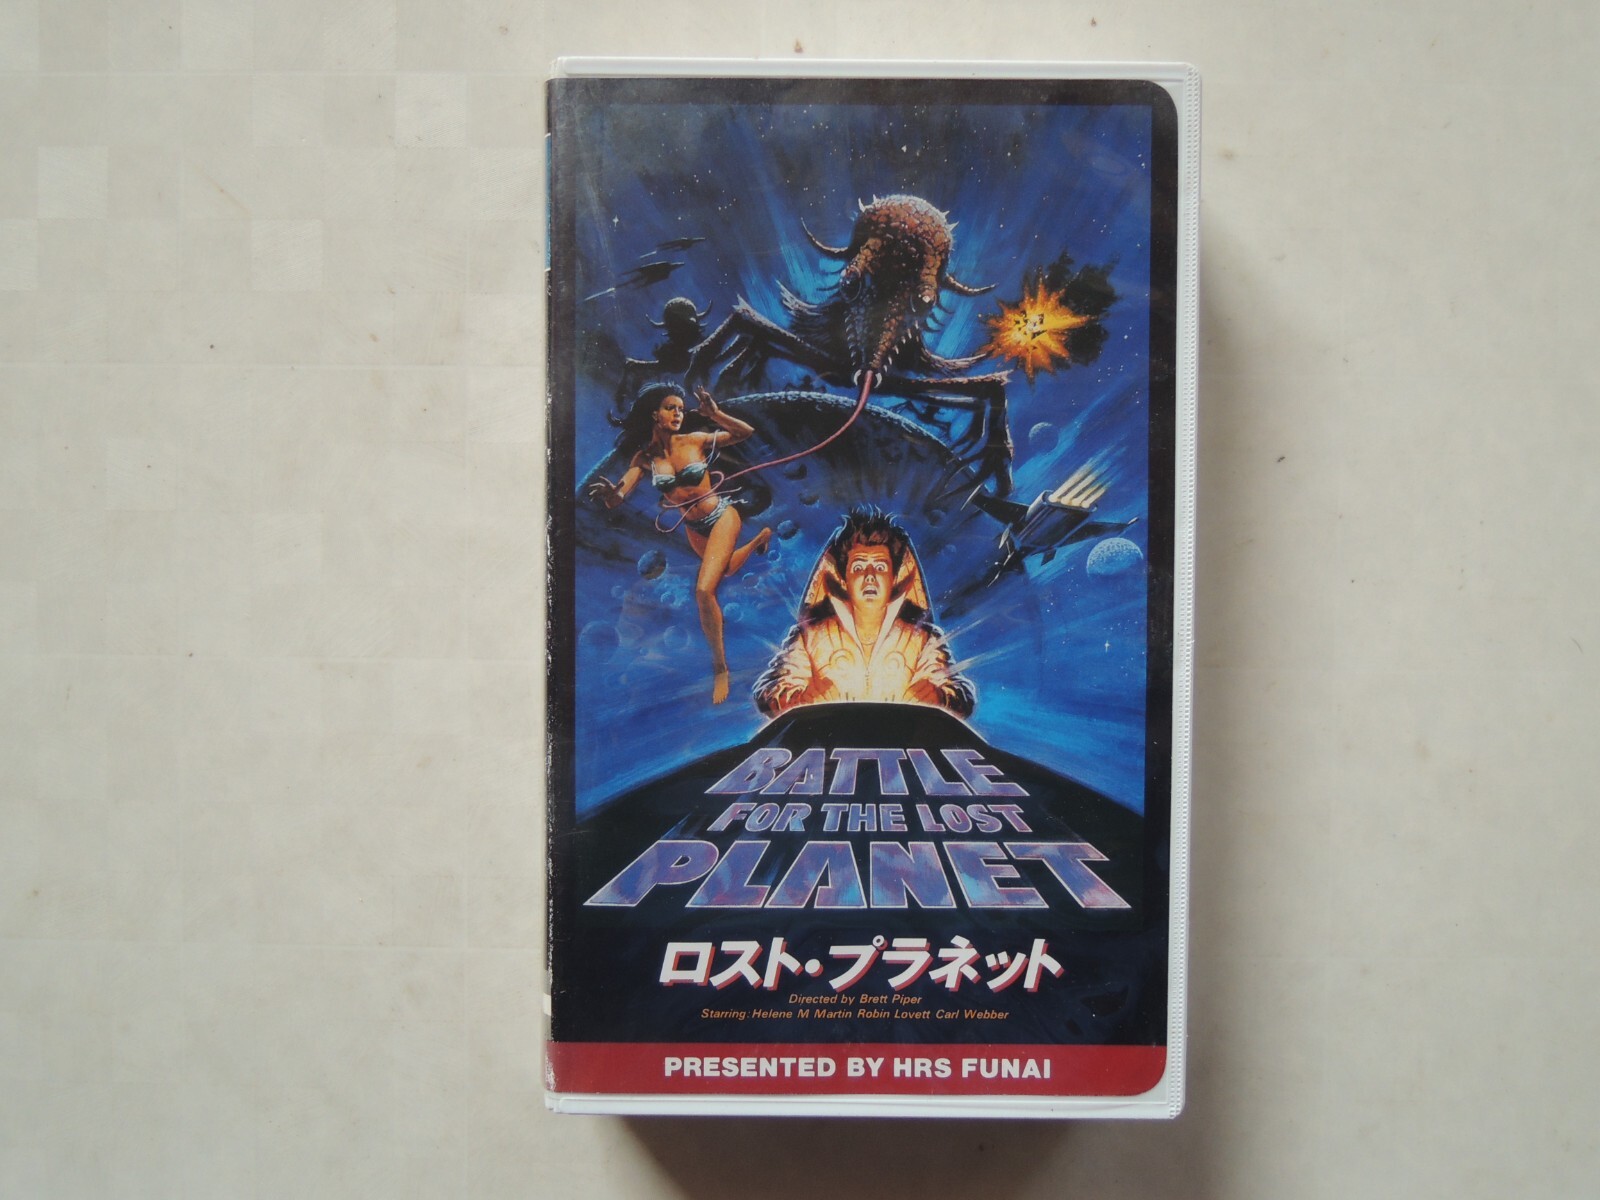 BATTLE
FOR THE LOST
PLANET
ロスト・プラネット
Directed by Brett Piper
Starring: Helene M Martin Robin Lovett Carl Webber
PRESENTED BY HRS FUNAI